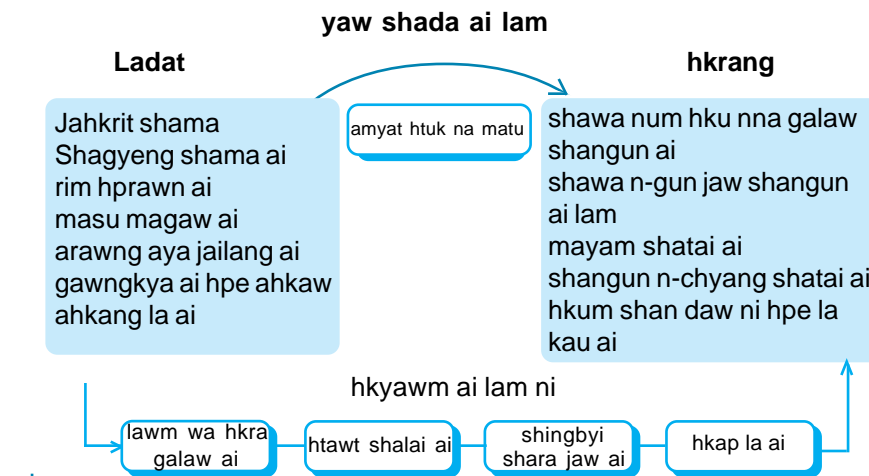 yaw shada ai lam
Ladat
hkrang
Jahkrit shama
Shagyeng shama ai
rim hprawn ai
masu magaw ai
arawng aya jailang ai
gawngkya ai hpe ahkaw
ahkang la ai
amyat htuk na matu
shawa num hku nna galaw
shangun ai
shawa n-gun jaw shangun
ai lam
mayam shatai ai
shangun n-chyang shatai ai
hkum shan daw ni hpe la
kau ai
hkyawm ai lam ni
lawm wa hkra
galaw ai
htawt shalai ai
shingbyi
shara jaw ai
hkap la ai